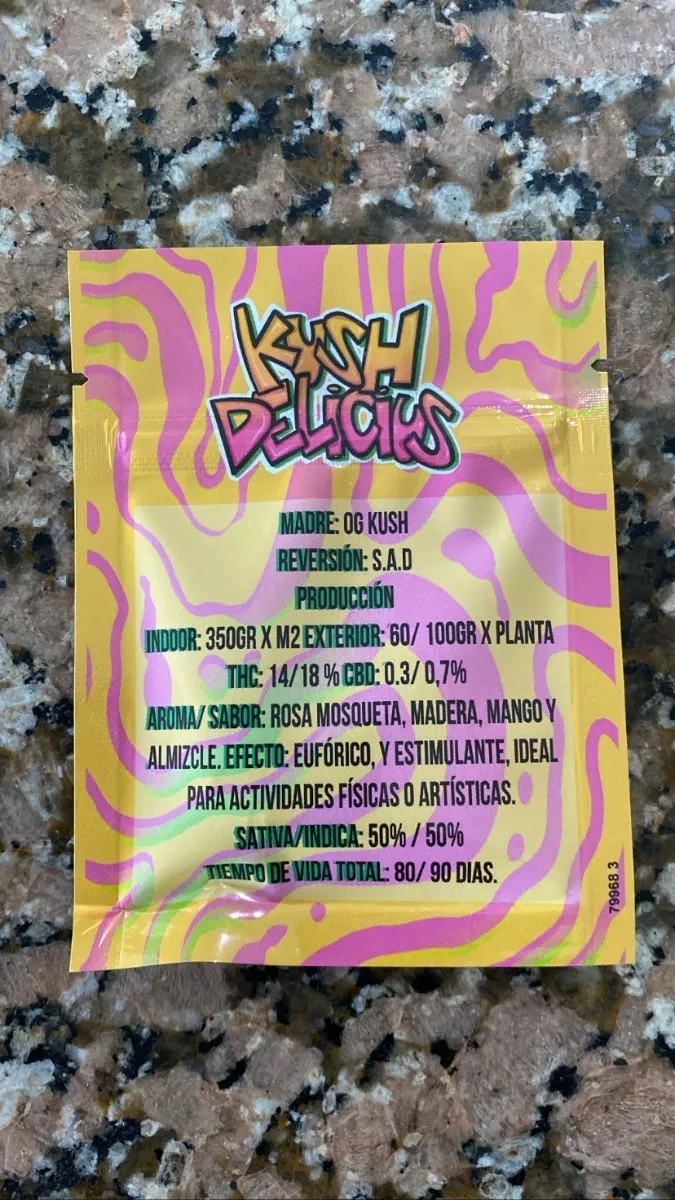 KUSH
DELICIUS
MADRE: OG KUSH
REVERSIÓN: S.A.D
PRODUCCIÓN
INDOOR: 350GR X M2 EXTERIOR: 60/ 100GR X PLANTA
THC: 14/18 % CBD: 0.3/ 0,7%
AROMA/ SABOR: ROSA MOSQUETA, MADERA, MANGO Y
ALMIZCLE. EFECTO: EUFÓRICO, Y ESTIMULANTE, IDEAL
PARA ACTIVIDADES FÍSICAS O ARTÍSTICAS.
SATIVA/INDICA: 50% / 50%
TIEMPO DE VIDA TOTAL: 80/ 90 DIAS.
79968 3